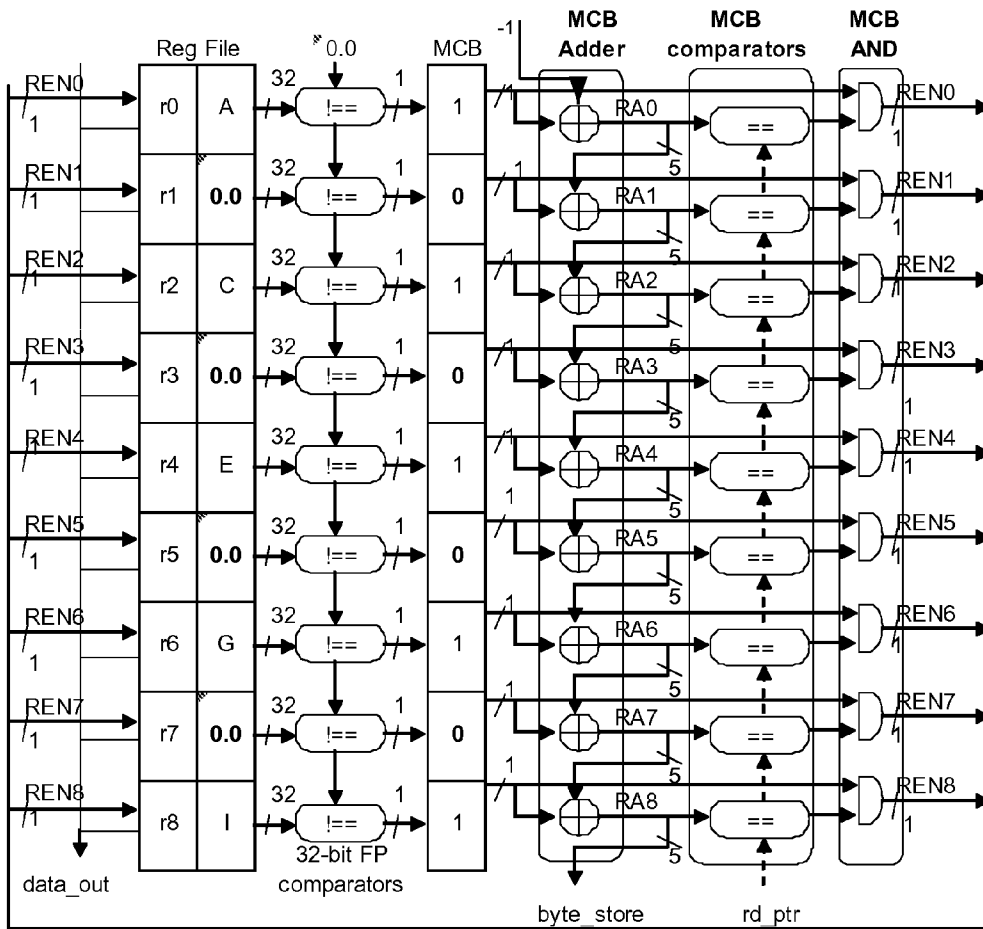 -1 MCB MCB MCB
Reg File 0.0 MCB Adder comparators AND
REN0 1 r0 A 32 !== 1 1 1 RA0 5 == REN0 1
REN1 1 r1 0.0 32 !== 1 0 1 RA1 5 == REN1 1
REN2 1 r2 C 32 !== 1 1 1 RA2 5 == REN2 1
REN3 1 r3 0.0 32 !== 1 0 1 RA3 5 == REN3 1
REN4 1 r4 E 32 !== 1 1 1 RA4 5 == REN4 1
REN5 1 r5 0.0 32 !== 1 0 1 RA5 5 == REN5 1
REN6 1 r6 G 32 !== 1 1 1 RA6 5 == REN6 1
REN7 1 r7 0.0 32 !== 1 0 1 RA7 5 == REN7 1
REN8 1 r8 I 32 !== 1 1 1 RA8 5 == REN8 1
32-bit FP
data_out comparators
byte_store rd_ptr